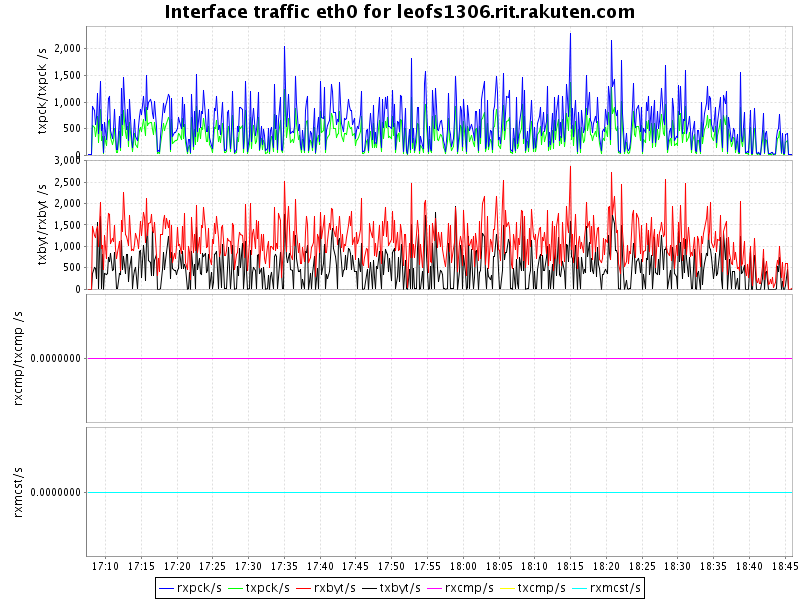 Interface traffic eth0 for leofs1306.rit.rakuten.com
txpck/txpck /s
2,000
1,500
1,000
500
0
txbyt/rxbyt /s
3,000
2,500
2,000
1,500
1,000
500
0
rxcmp/txcmp /s
0.0000000
rxmcst/s
0.0000000
17:10 17:15 17:20 17:25 17:30 17:35 17:40 17:45 17:50 17:55 18:00 18:05 18:10 18:15 18:20 18:25 18:30 18:35 18:40 18:45
rxpck/s txpck/s rxbyt/s txbyt/s rxcmp/s txcmp/s rxmcst/s